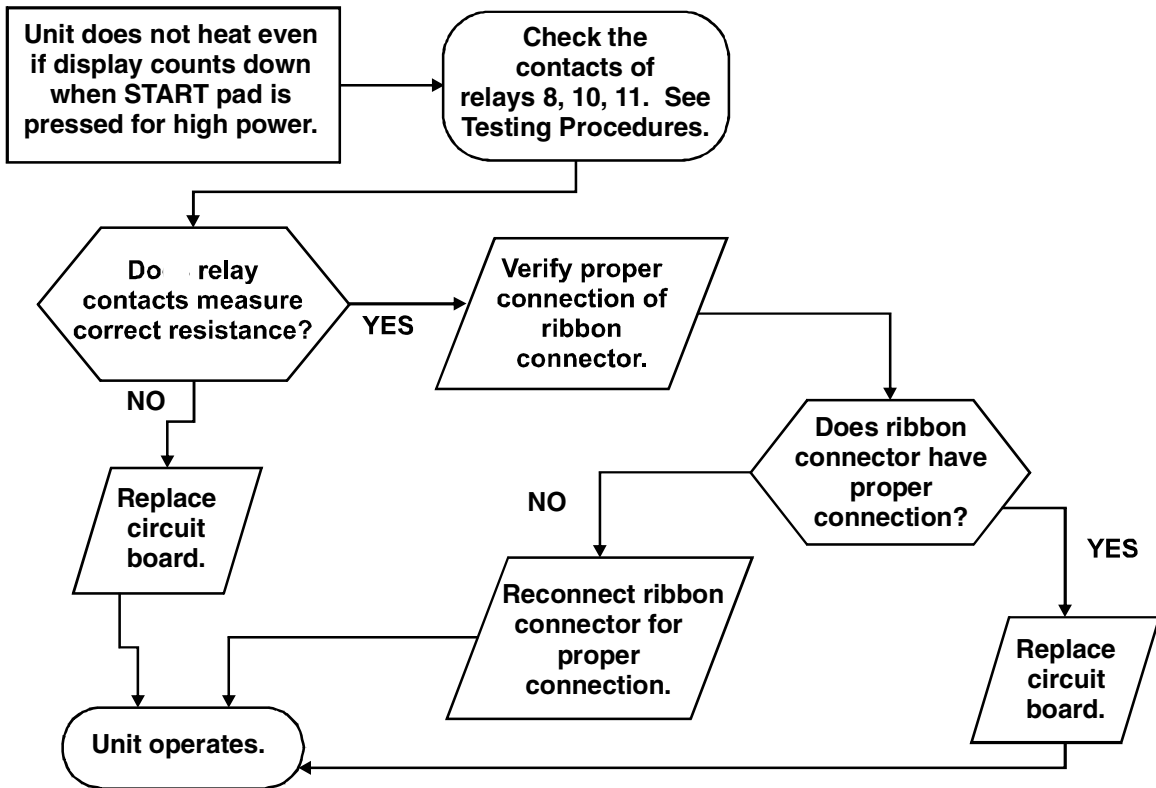 Unit does not heat even
if display counts down
when START pad is
pressed for high power.
Check the
contacts of
relays 8, 10, 11.  See
Testing Procedures.
Do relay
contacts measure
correct resistance?
YES
Verify proper
connection of
ribbon
connector.
NO
Replace
circuit
board.
Does ribbon
connector have
proper
connection?
NO
YES
Reconnect ribbon
connector for
proper
connection.
Replace
circuit
board.
Unit operates.